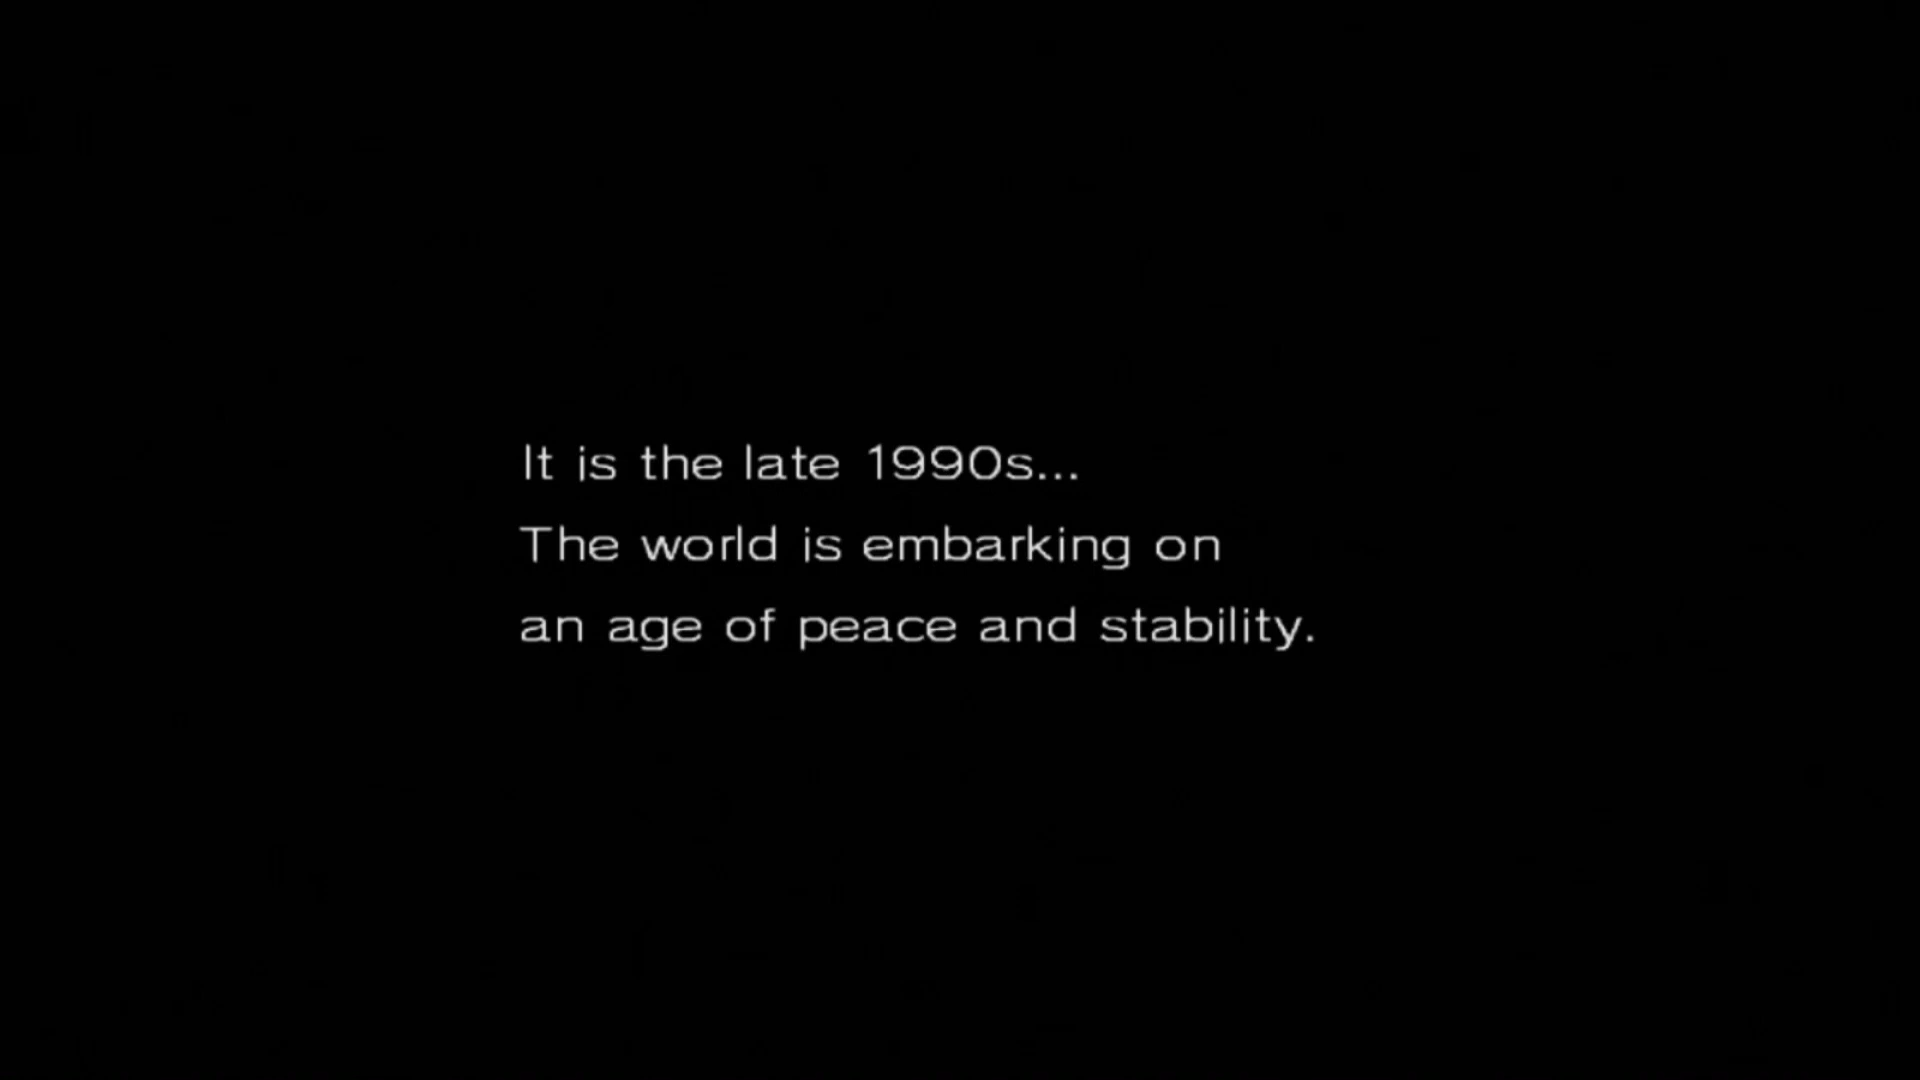 It is the late 1990s...
The world is embarking on
an age of peace and stability.